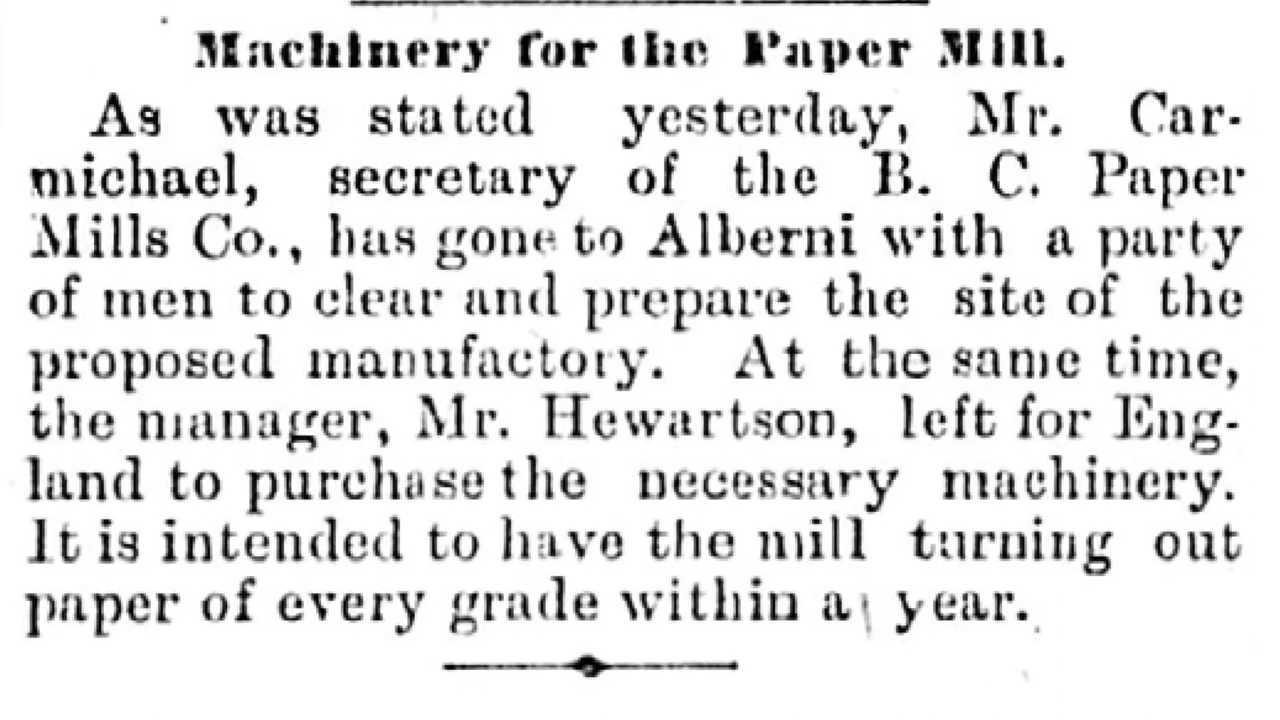 Machinery for the Paper Mill.
As was stated yesterday, Mr. Car-
michael, secretary of the B. C. Paper
Mills Co., has gone to Alberni with a party
of men to clear and prepare the site of the
proposed manufactory. At the same time,
the manager, Mr. Hewartson, left for Eng-
land to purchase the necessary machinery.
It is intended to have the mill turning out
paper of every grade within a year.